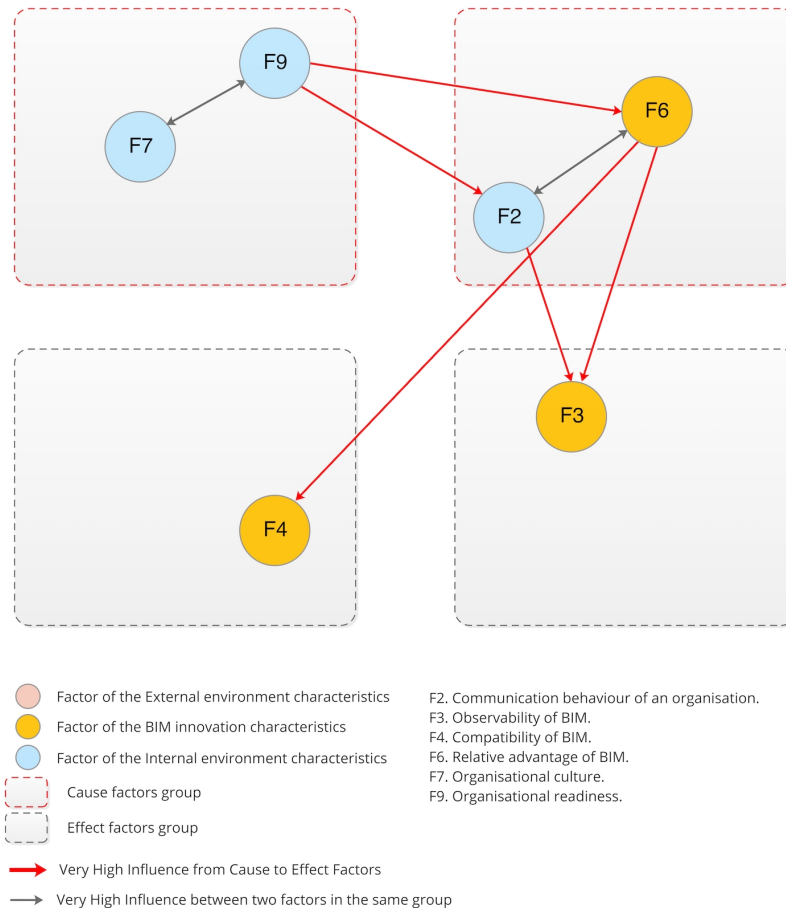 F9
F6
F7
F2
F3
F4
Factor of the External environment characteristics
Factor of the BIM innovation characteristics
Factor of the Internal environment characteristics
Cause factors group
Effect factors group
Very High Influence from Cause to Effect Factors
Very High Influence between two factors in the same group
F2. Communication behaviour of an organisation.
F3. Observability of BIM.
F4. Compatibility of BIM.
F6. Relative advantage of BIM.
F7. Organisational culture.
F9. Organisational readiness.